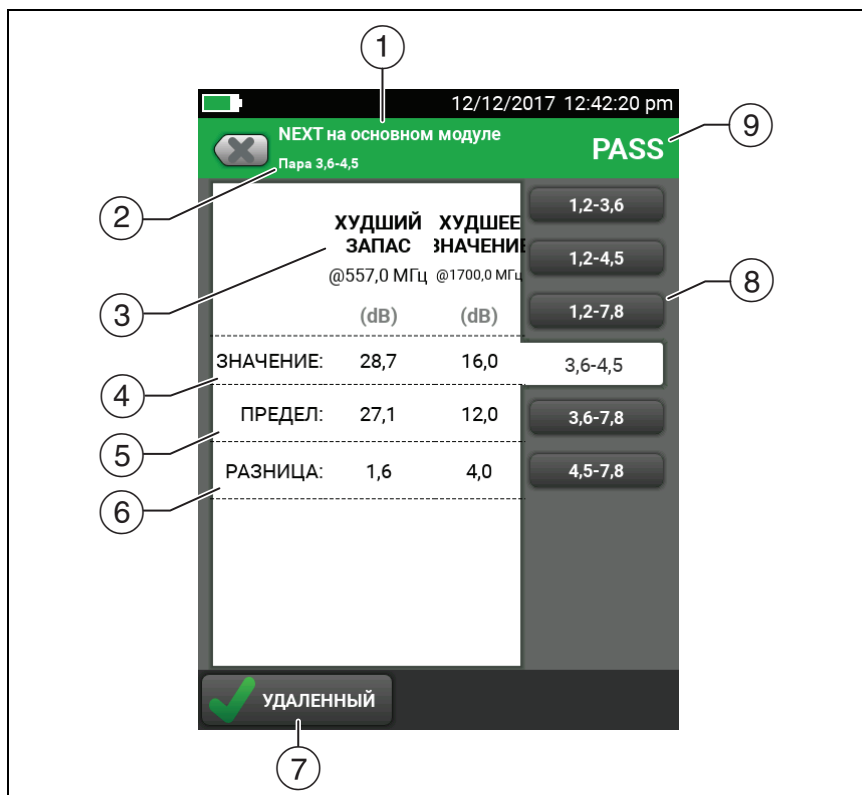 1
12/12/2017 12:42:20 pm
NEXT на основном модуле
PASS
9
Пара 3,6-4,5
2
1,2-3,6
ХУДШИЙ ХУДШЕЕ
ЗАПАС ЗНАЧЕНИЕ
1,2-4,5
@557,0 МГц @1700,0 МГц
8
3
(dB) (dB)
1,2-7,8
ЗНАЧЕНИЕ: 28,7 16,0
3,6-4,5
4
ПРЕДЕЛ: 27,1 12,0
3,6-7,8
5
РАЗНИЦА: 1,6 4,0
4,5-7,8
6
УДАЛЕННЫЙ
7